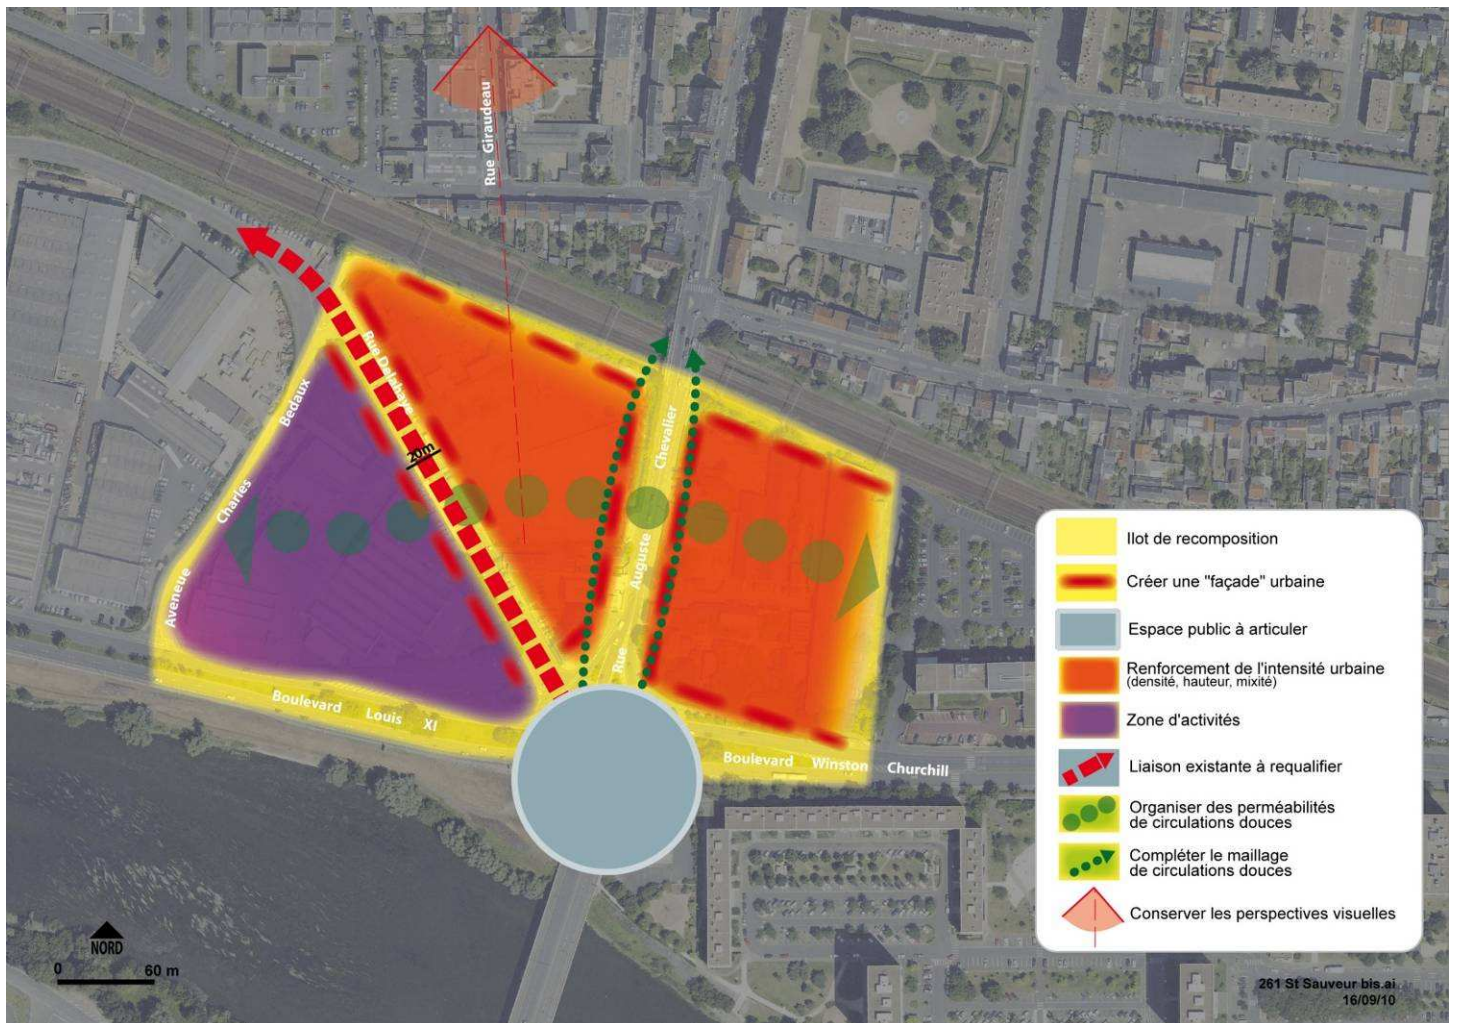 Rue Giraudeau
Rue Delahaye
20m
Chevalier
Auguste
Rue
Bedaux
Charles
Aveneue
Boulevard Louis XI
Boulevard Winston Churchill
Ilot de recomposition
Créer une "façade" urbaine
Espace public à articuler
Renforcement de l'intensité urbaine
(densité, hauteur, mixité)
Zone d'activités
Liaison existante à requalifier
Organiser des perméabilités
de circulations douces
Compléter le maillage
de circulations douces
Conserver les perspectives visuelles
NORD
0 60 m
261 St Sauveur bis.ai
16/09/10